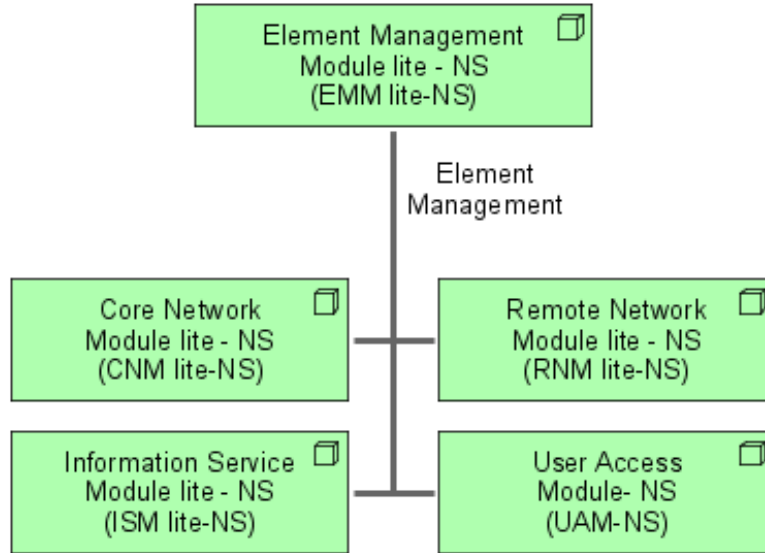 Element Management
Module lite - NS
(EMM lite-NS)
Element
Management
Core Network
Module lite - NS
(CNM lite-NS)
Remote Network
Module lite - NS
(RNM lite-NS)
Information Service
Module lite - NS
(ISM lite-NS)
User Access
Module- NS
(UAM-NS)